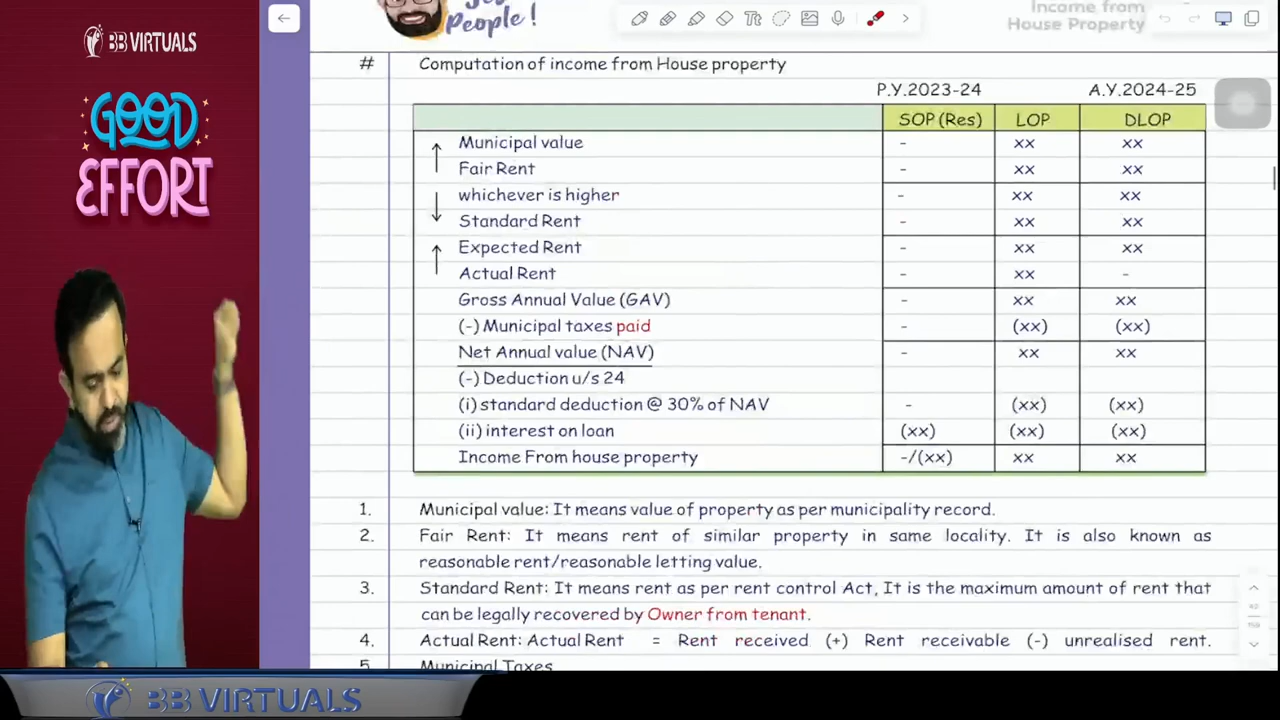 BB VIRTUALS
GOOD
EFFORT
People !
Income from
House Property
Tt
# Computation of income from House property
P.Y.2023-24 A.Y.2024-25
SOP (Res) LOP DLOP
Municipal value - xx xx
Fair Rent - xx xx
whichever is higher - xx xx
Standard Rent - xx xx
Expected Rent - xx xx
Actual Rent - xx -
Gross Annual Value (GAV) - xx xx
(-) Municipal taxes paid - (xx) (xx)
Net Annual value (NAV) - xx xx
(-) Deduction u/s 24
(i) standard deduction @ 30% of NAV - (xx) (xx)
(ii) interest on loan (xx) (xx) (xx)
Income From house property -/(xx) xx xx
1. Municipal value: It means value of property as per municipality record.
2. Fair Rent: It means rent of similar property in same locality. It is also known as
reasonable rent/reasonable letting value.
3. Standard Rent: It means rent as per rent control Act, It is the maximum amount of rent that
can be legally recovered by Owner from tenant.
4. Actual Rent: Actual Rent = Rent received (+) Rent receivable (-) unrealised rent.
5 Municipal Taxes
BB VIRTUALS